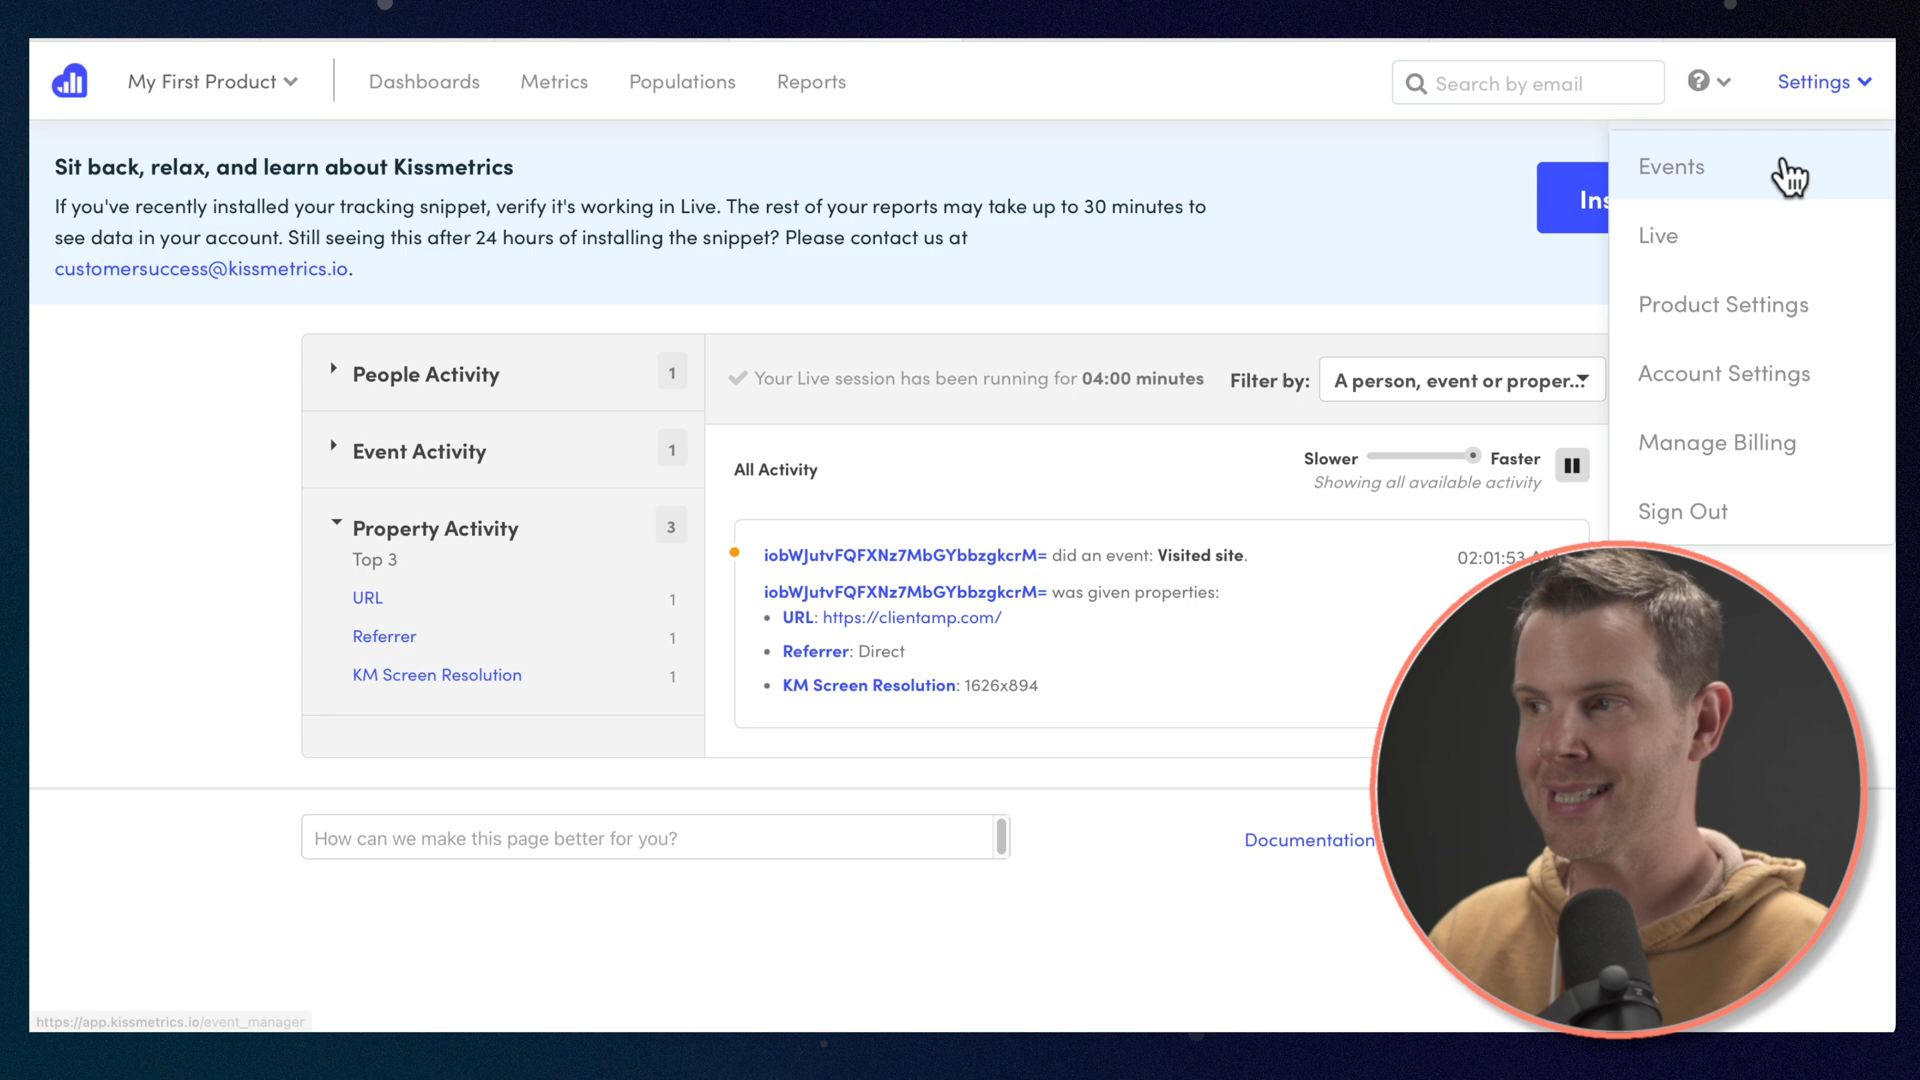 My First Product
Dashboards
Metrics
Populations
Reports
Search by email
?
Settings
Sit back, relax, and learn about Kissmetrics
If you've recently installed your tracking snippet, verify it's working in Live. The rest of your reports may take up to 30 minutes to
see data in your account. Still seeing this after 24 hours of installing the snippet? Please contact us at
customersuccess@kissmetrics.io.
Events
Live
Product Settings
Account Settings
Manage Billing
Sign Out
People Activity 1
Event Activity 1
Property Activity 3
Top 3
URL 1
Referrer 1
KM Screen Resolution 1
Your Live session has been running for 04:00 minutes
Filter by:
A person, event or proper...
All Activity
Slower
Faster
Showing all available activity
iobWJutvFQFXNz7MbGYbbzgkcrM= did an event: Visited site.
02:01:53
iobWJutvFQFXNz7MbGYbbzgkcrM= was given properties:
• URL: https://clientamp.com/
• Referrer: Direct
• KM Screen Resolution: 1626x894
How can we make this page better for you?
Documentation
https://app.kissmetrics.io/event_manager